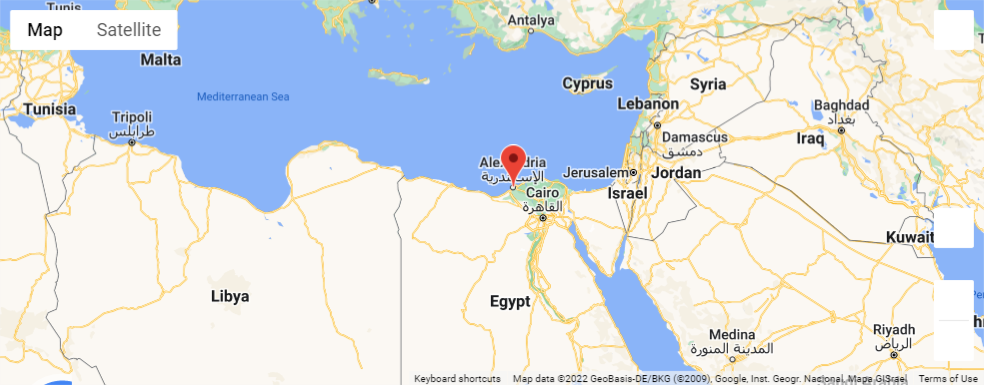 Tunis
Antalya
Map
Satellite
Malta
Cyprus
Syria
Mediterranean Sea
Lebanon
Tunisia
Tripoli
طرابلس
Baghdad
بغداد
Damascus
دمشق
Iraq
Jerusalem
Jordan
Israel
Cairo
القاهرة
Kuwait
Libya
Egypt
Medina
المدينة المنورة
Riyadh
الرياض
Keyboard shortcuts
Map data ©2022 GeoBasis-DE/BKG (©2009), Google, Inst. Geogr. Nacional, Mapa GISrael
Terms of Use